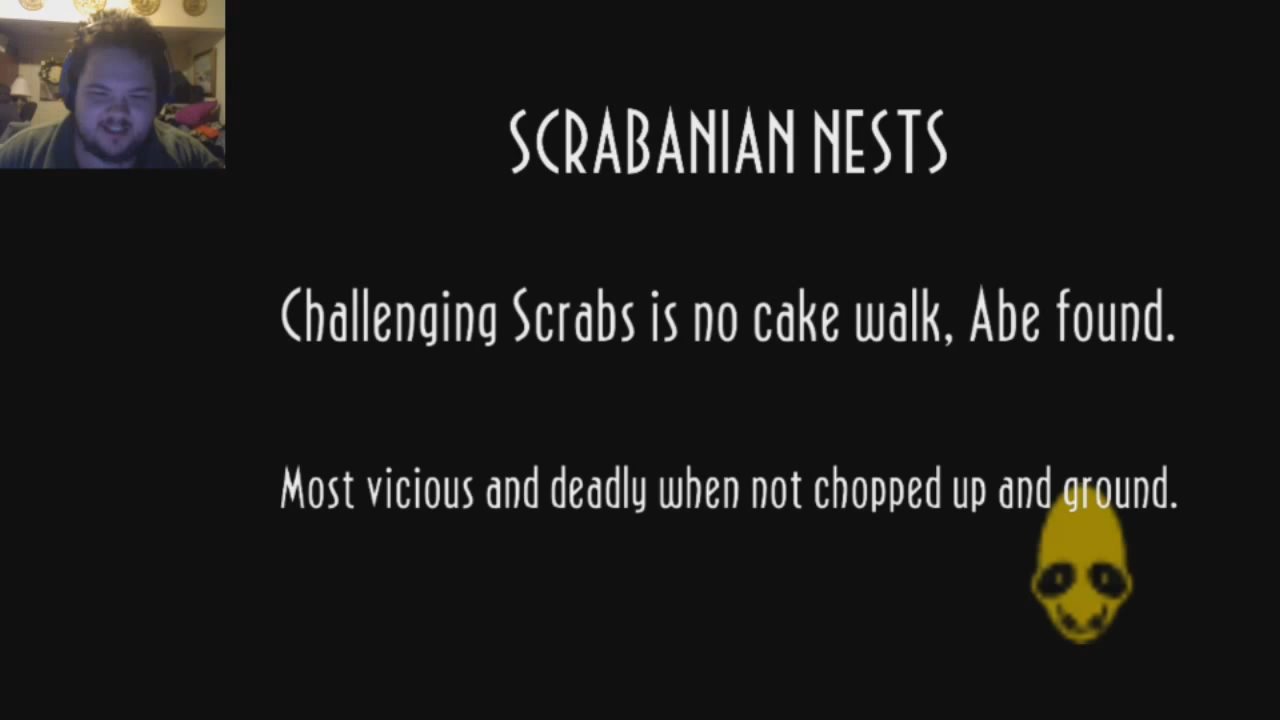 SCRABANIAN NESTS
Challenging Scrabs is no cake walk, Abe found.
Most vicious and deadly when not chopped up and ground.